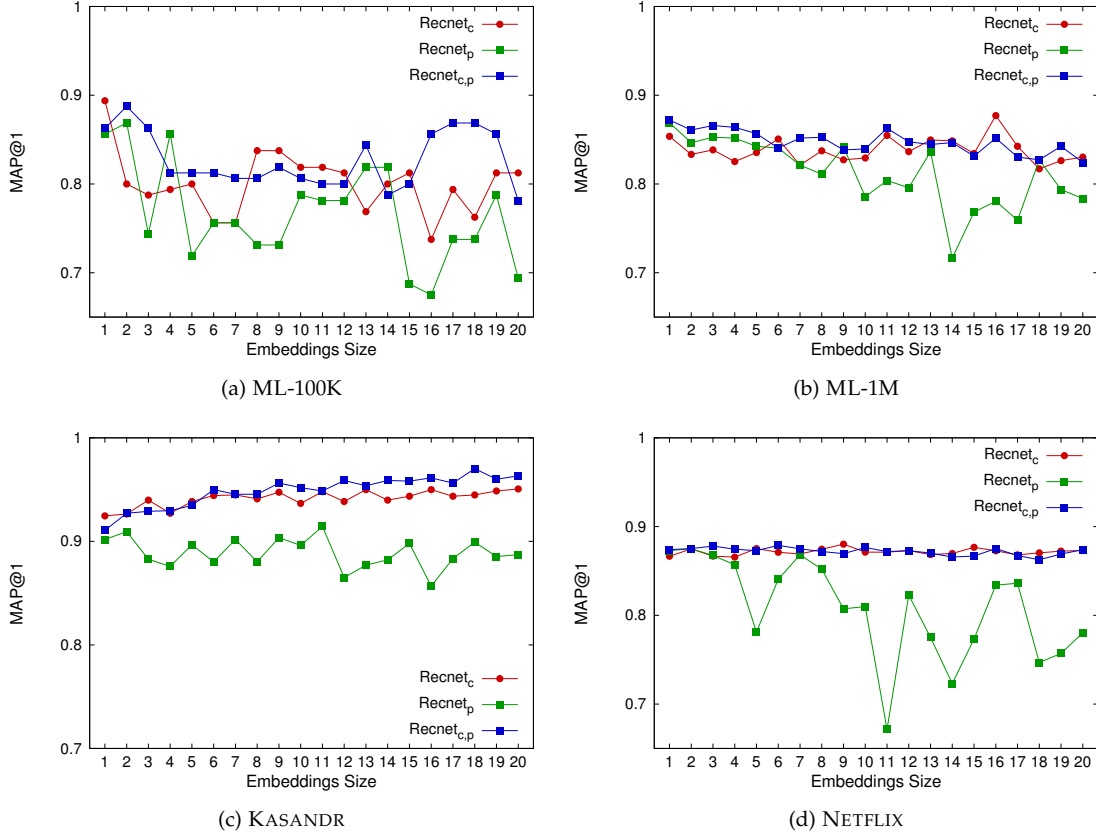 1
0.9
0.8
0.7
MAP@1
Recnet_c
Recnet_p
Recnet_c,p
1 2 3 4 5 6 7 8 9 10 11 12 13 14 15 16 17 18 19 20
Embeddings Size
(a) ML-100K
1
0.9
0.8
0.7
MAP@1
Recnet_c
Recnet_p
Recnet_c,p
1 2 3 4 5 6 7 8 9 10 11 12 13 14 15 16 17 18 19 20
Embeddings Size
(b) ML-1M
1
0.9
0.8
0.7
MAP@1
Recnet_c
Recnet_p
Recnet_c,p
1 2 3 4 5 6 7 8 9 10 11 12 13 14 15 16 17 18 19 20
Embeddings Size
(c) KASANDR
1
0.9
0.8
0.7
MAP@1
Recnet_c
Recnet_p
Recnet_c,p
1 2 3 4 5 6 7 8 9 10 11 12 13 14 15 16 17 18 19 20
Embeddings Size
(d) NETFLIX